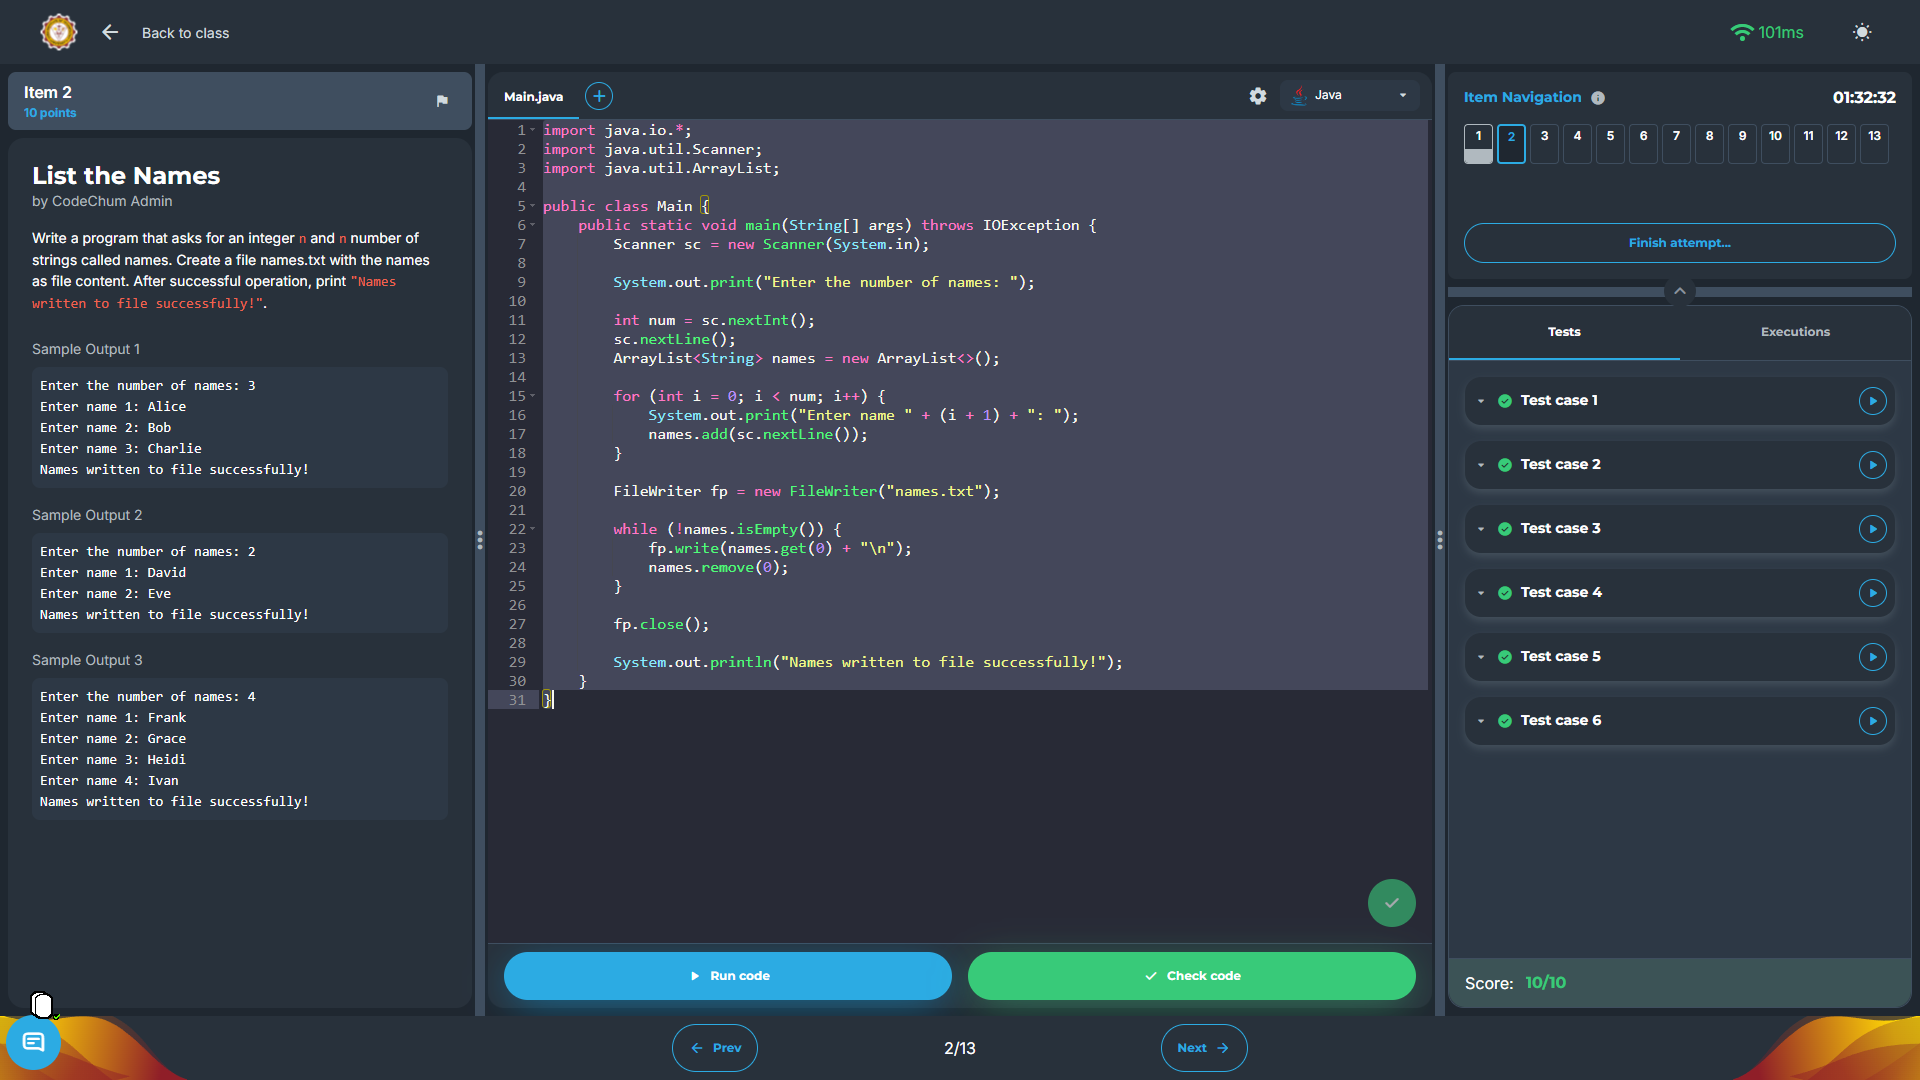 Back to class
101ms
Item 2
10 points
List the Names
by CodeChum Admin
Write a program that asks for an integer n and n number of
strings called names. Create a file names.txt with the names
as file content. After successful operation, print "Names
written to file successfully!".
Sample Output 1
Enter the number of names: 3
Enter name 1: Alice
Enter name 2: Bob
Enter name 3: Charlie
Names written to file successfully!
Sample Output 2
Enter the number of names: 2
Enter name 1: David
Enter name 2: Eve
Names written to file successfully!
Sample Output 3
Enter the number of names: 4
Enter name 1: Frank
Enter name 2: Grace
Enter name 3: Heidi
Enter name 4: Ivan
Names written to file successfully!
Main.java
Java
1 import java.io.*;
2 import java.util.Scanner;
3 import java.util.ArrayList;
4
5 public class Main {
6     public static void main(String[] args) throws IOException {
7         Scanner sc = new Scanner(System.in);
8
9         System.out.print("Enter the number of names: ");
10
11         int num = sc.nextInt();
12         sc.nextLine();
13         ArrayList<String> names = new ArrayList<>();
14
15         for (int i = 0; i < num; i++) {
16             System.out.print("Enter name " + (i + 1) + ": ");
17             names.add(sc.nextLine());
18         }
19
20         FileWriter fp = new FileWriter("names.txt");
21
22         while (!names.isEmpty()) {
23             fp.write(names.get(0) + "\n");
24             names.remove(0);
25         }
26
27         fp.close();
28
29         System.out.println("Names written to file successfully!");
30     }
31 }
Run code
Check code
Item Navigation
01:32:32
1 2 3 4 5 6 7 8 9 10 11 12 13
Finish attempt...
Tests
Executions
Test case 1
Test case 2
Test case 3
Test case 4
Test case 5
Test case 6
Score: 10/10
Prev
2/13
Next